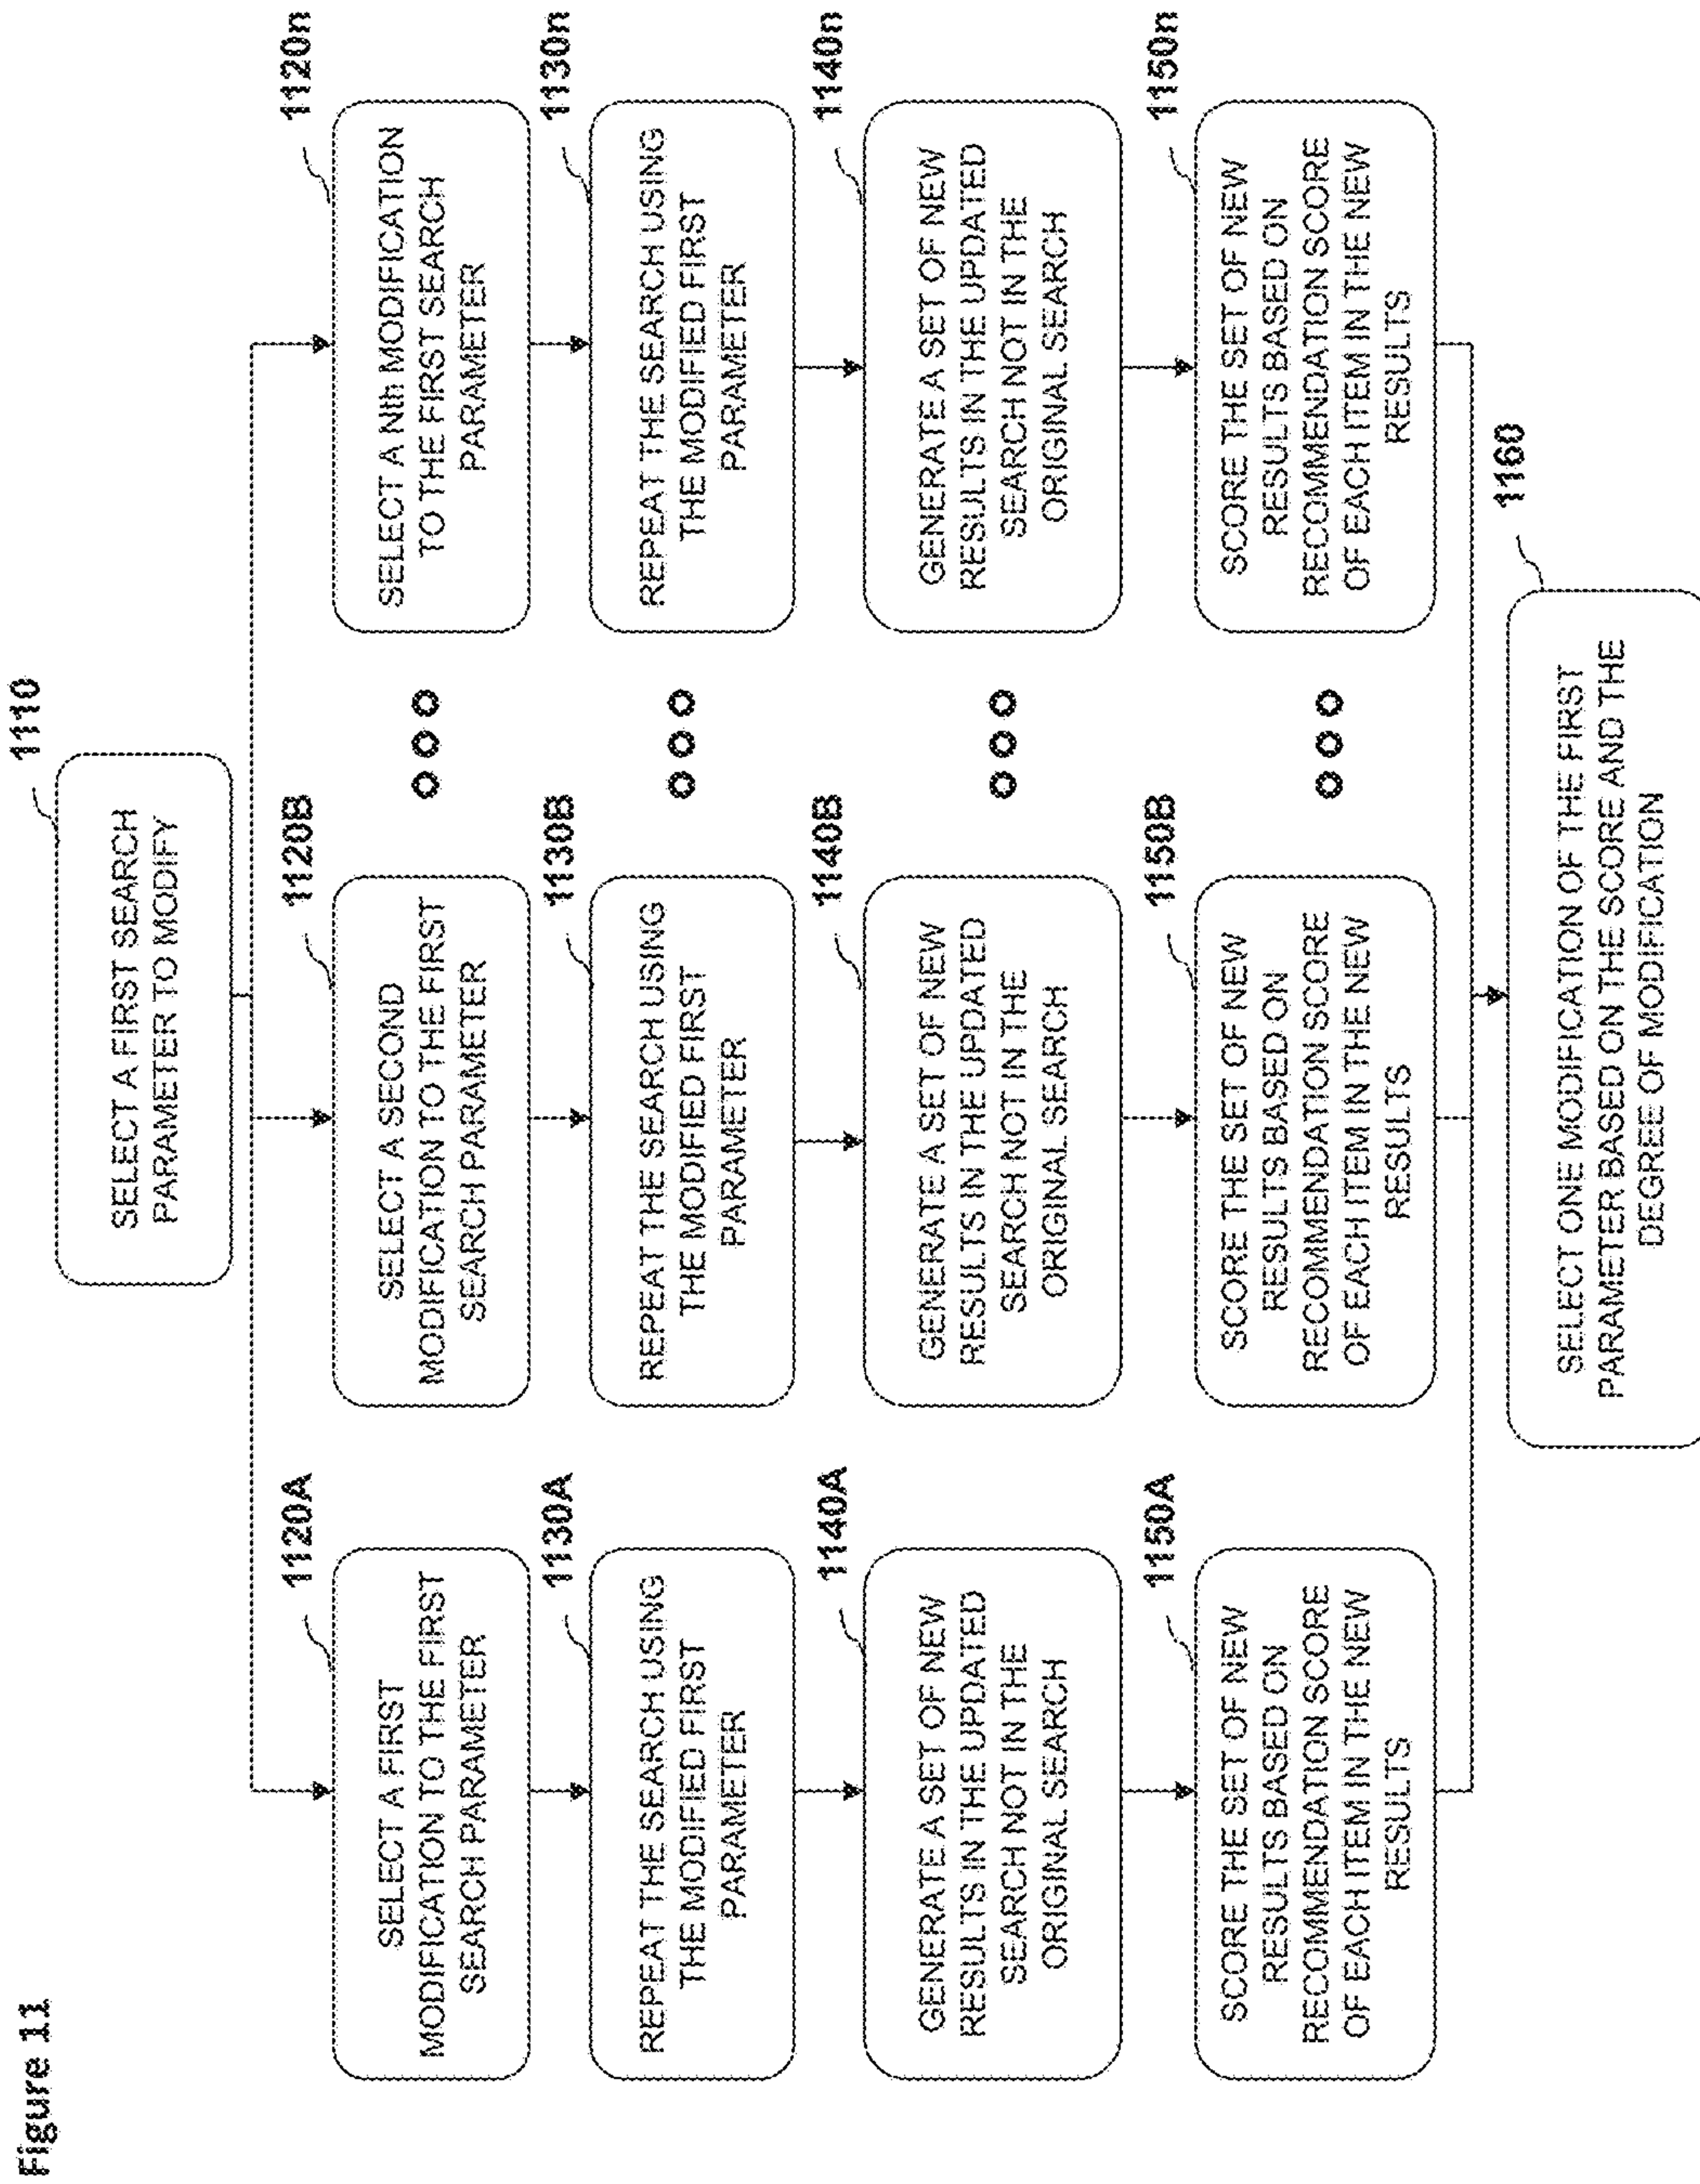 Figure 11
1110
SELECT A FIRST SEARCH
PARAMETER TO MODIFY
1120A
SELECT A FIRST
MODIFICATION TO THE FIRST
SEARCH PARAMETER
1120B
SELECT A SECOND
MODIFICATION TO THE FIRST
SEARCH PARAMETER
1120n
SELECT A Nth MODIFICATION
TO THE FIRST SEARCH
PARAMETER
1130A
REPEAT THE SEARCH USING
THE MODIFIED FIRST
PARAMETER
1130B
REPEAT THE SEARCH USING
THE MODIFIED FIRST
PARAMETER
1130n
REPEAT THE SEARCH USING
THE MODIFIED FIRST
PARAMETER
1140A
GENERATE A SET OF NEW
RESULTS IN THE UPDATED
SEARCH NOT IN THE
ORIGINAL SEARCH
1140B
GENERATE A SET OF NEW
RESULTS IN THE UPDATED
SEARCH NOT IN THE
ORIGINAL SEARCH
1140n
GENERATE A SET OF NEW
RESULTS IN THE UPDATED
SEARCH NOT IN THE
ORIGINAL SEARCH
1150A
SCORE THE SET OF NEW
RESULTS BASED ON
RECOMMENDATION SCORE
OF EACH ITEM IN THE NEW
RESULTS
1150B
SCORE THE SET OF NEW
RESULTS BASED ON
RECOMMENDATION SCORE
OF EACH ITEM IN THE NEW
RESULTS
1150n
SCORE THE SET OF NEW
RESULTS BASED ON
RECOMMENDATION SCORE
OF EACH ITEM IN THE NEW
RESULTS
1160
SELECT ONE MODIFICATION OF THE FIRST
PARAMETER BASED ON THE SCORE AND THE
DEGREE OF MODIFICATION